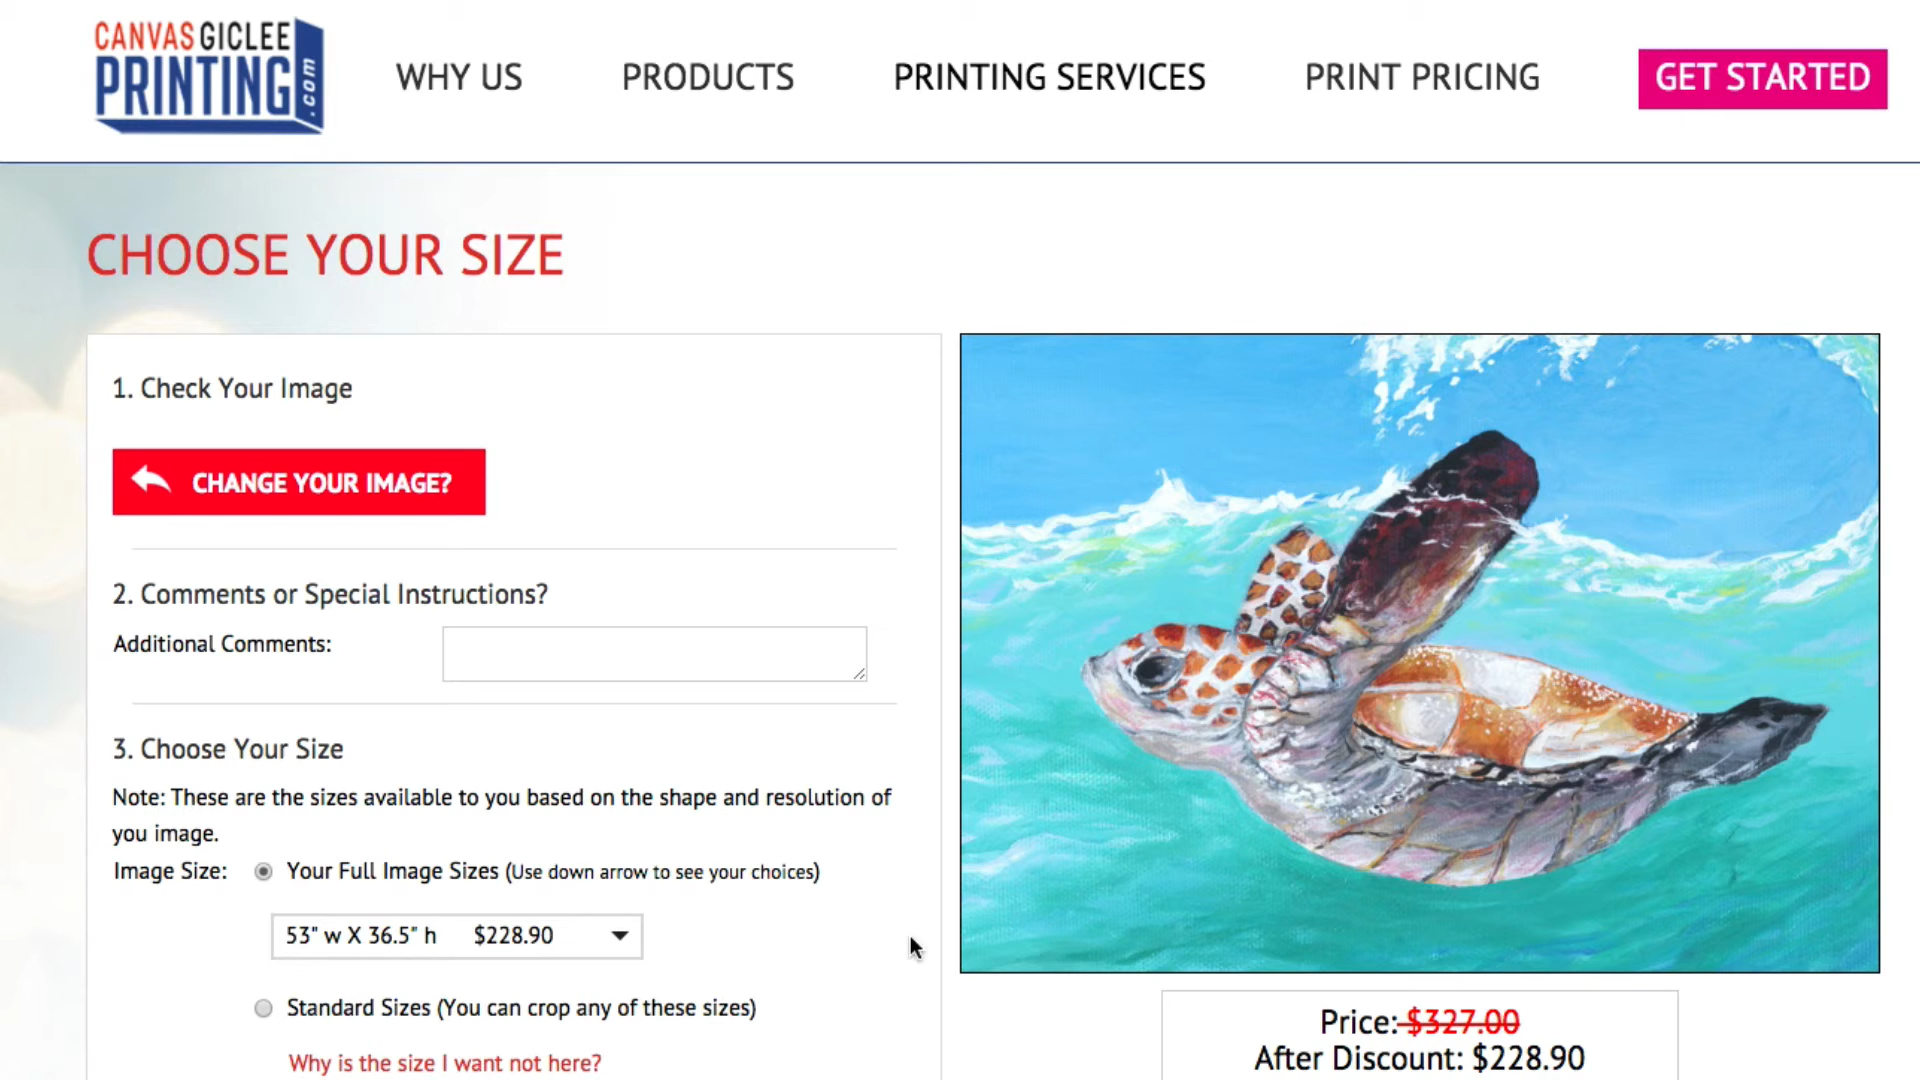 CANVAS GICLEE
PRINTING
.com
WHY US
PRODUCTS
PRINTING SERVICES
PRINT PRICING
GET STARTED
CHOOSE YOUR SIZE
1. Check Your Image
CHANGE YOUR IMAGE?
2. Comments or Special Instructions?
Additional Comments:
3. Choose Your Size
Note: These are the sizes available to you based on the shape and resolution of
you image.
Image Size: Your Full Image Sizes (Use down arrow to see your choices)
53" w X 36.5" h $228.90
Standard Sizes (You can crop any of these sizes)
Why is the size I want not here?
Price: $327.00
After Discount: $228.90